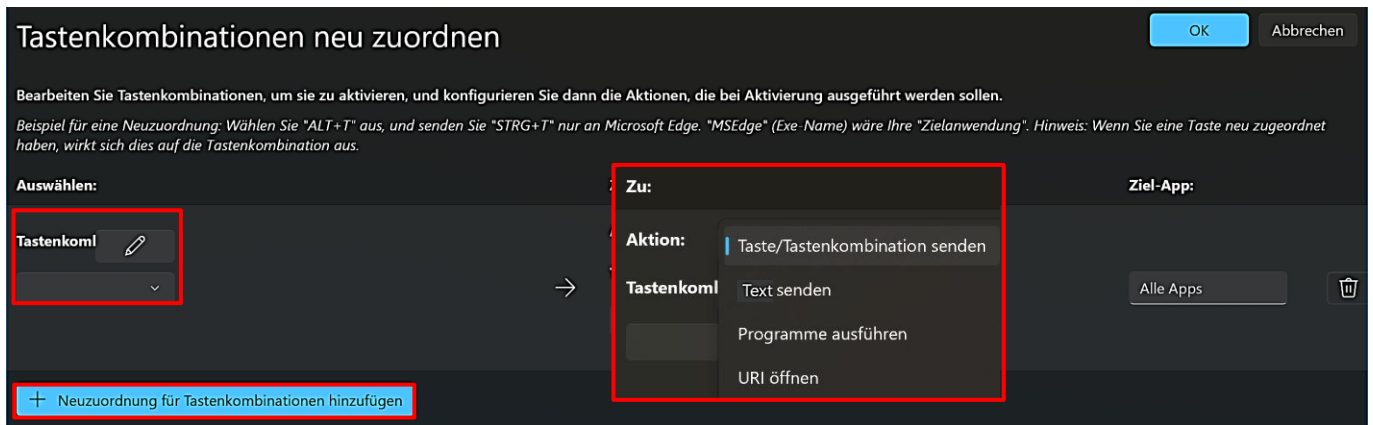 Tastenkombinationen neu zuordnen
OK
Abbrechen
Bearbeiten Sie Tastenkombinationen, um sie zu aktivieren, und konfigurieren Sie dann die Aktionen, die bei Aktivierung ausgeführt werden sollen.
Beispiel für eine Neuzuordnung: Wählen Sie "ALT+T" aus, und senden Sie "STRG+T" nur an Microsoft Edge. "MSEdge" (Exe-Name) wäre Ihre "Zielanwendung". Hinweis: Wenn Sie eine Taste neu zugeordnet
haben, wirkt sich dies auf die Tastenkombination aus.
Auswählen:
Zu:
Ziel-App:
Tastenkoml
Aktion:
Taste/Tastenkombination senden
Tastenkoml
Text senden
Alle Apps
Programme ausführen
URI öffnen
+ Neuzuordnung für Tastenkombinationen hinzufügen